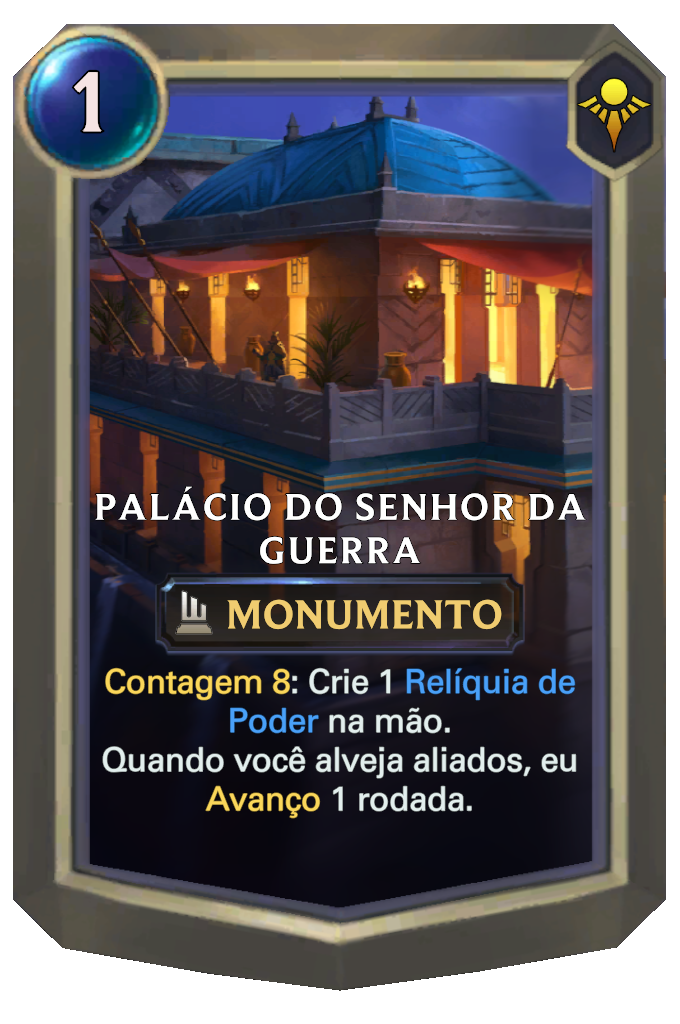 1
PALÁCIO DO SENHOR DA
GUERRA
MONUMENTO
Contagem 8: Crie 1 Relíquia de
Poder na mão.
Quando você alveja aliados, eu
Avanço 1 rodada.